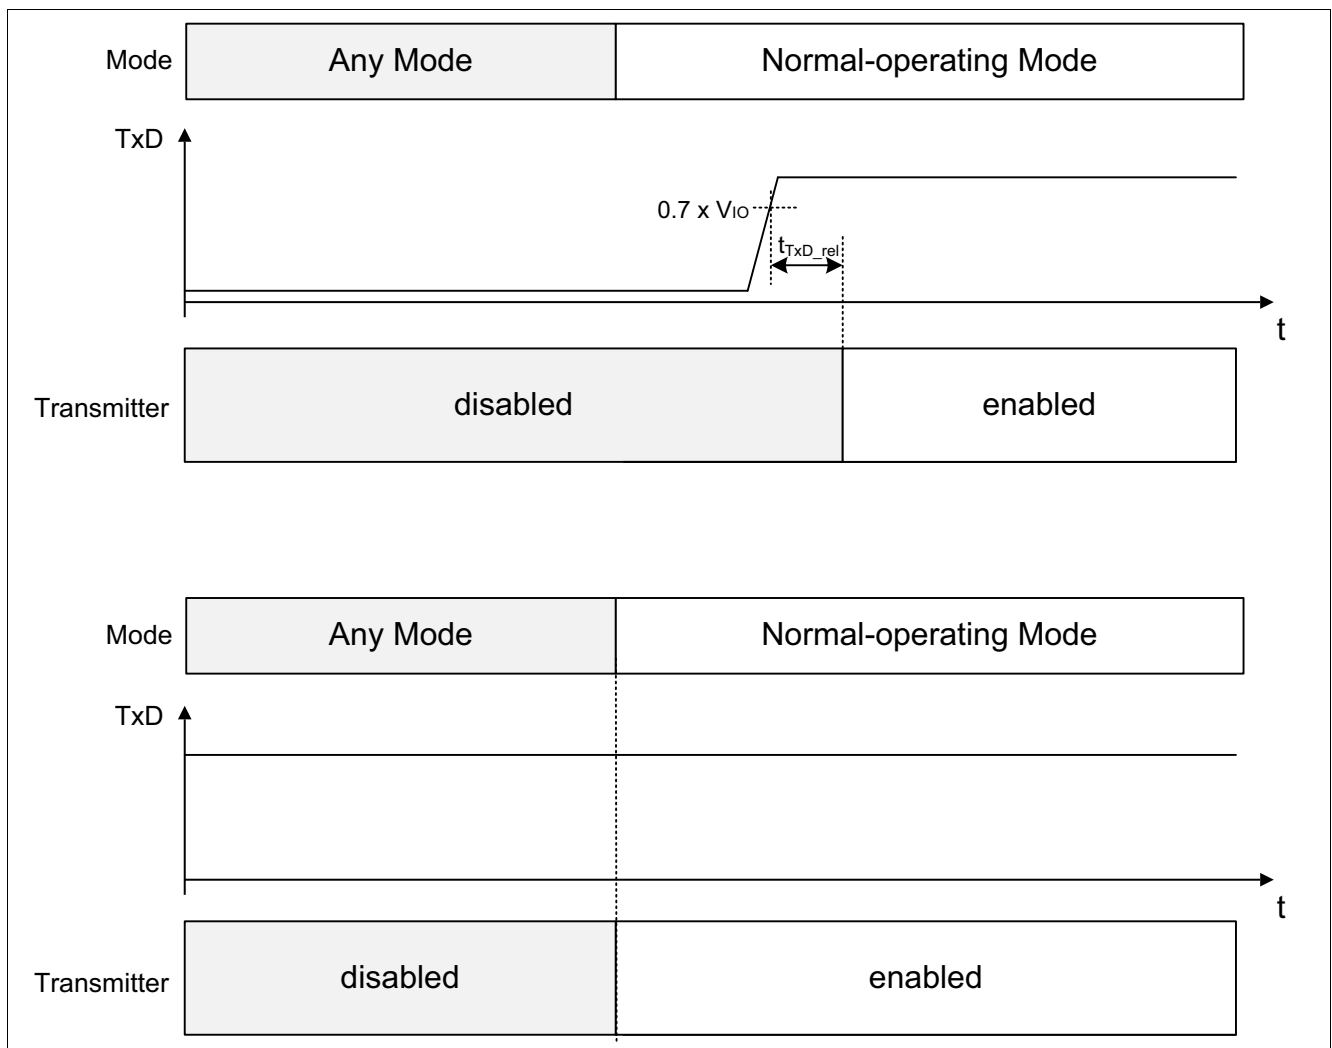 Mode Any Mode Normal-operating Mode
TxD
0.7 x VIO
tTxD_rel
t
Transmitter disabled enabled
Mode Any Mode Normal-operating Mode
TxD
t
Transmitter disabled enabled